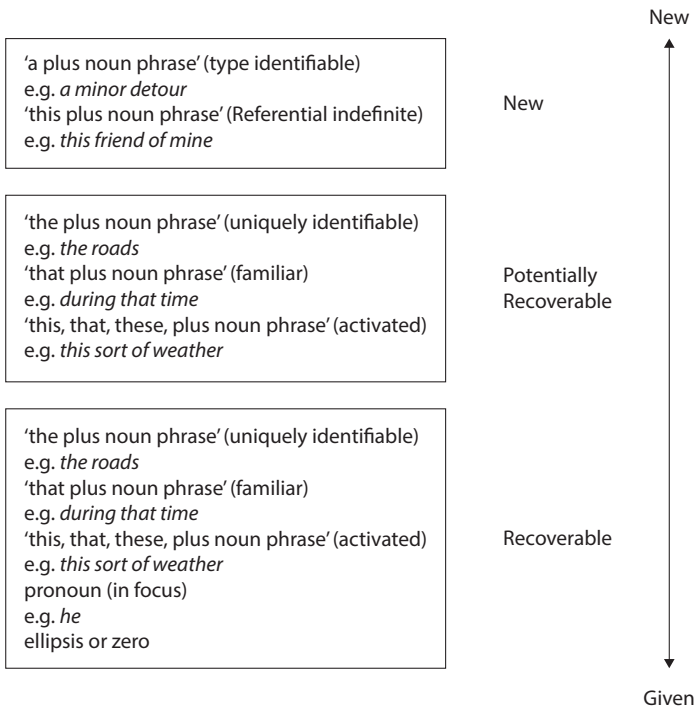 New
'a plus noun phrase' (type identifiable)
e.g. a minor detour
'this plus noun phrase' (Referential indefinite)
e.g. this friend of mine
New
'the plus noun phrase' (uniquely identifiable)
e.g. the roads
'that plus noun phrase' (familiar)
e.g. during that time
'this, that, these, plus noun phrase' (activated)
e.g. this sort of weather
Potentially
Recoverable
'the plus noun phrase' (uniquely identifiable)
e.g. the roads
'that plus noun phrase' (familiar)
e.g. during that time
'this, that, these, plus noun phrase' (activated)
e.g. this sort of weather
pronoun (in focus)
e.g. he
ellipsis or zero
Recoverable
Given